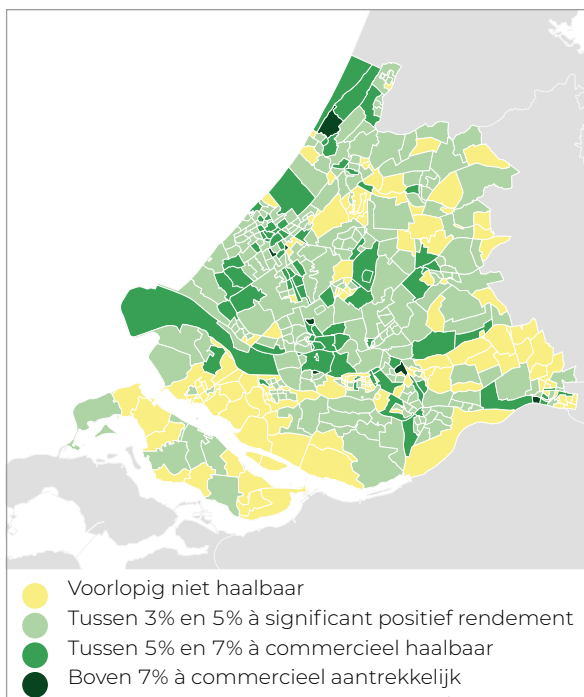 Voorlopig niet haalbaar
Tussen 3% en 5% à significant positief rendement
Tussen 5% en 7% à commercieel haalbaar
Boven 7% à commercieel aantrekkelijk